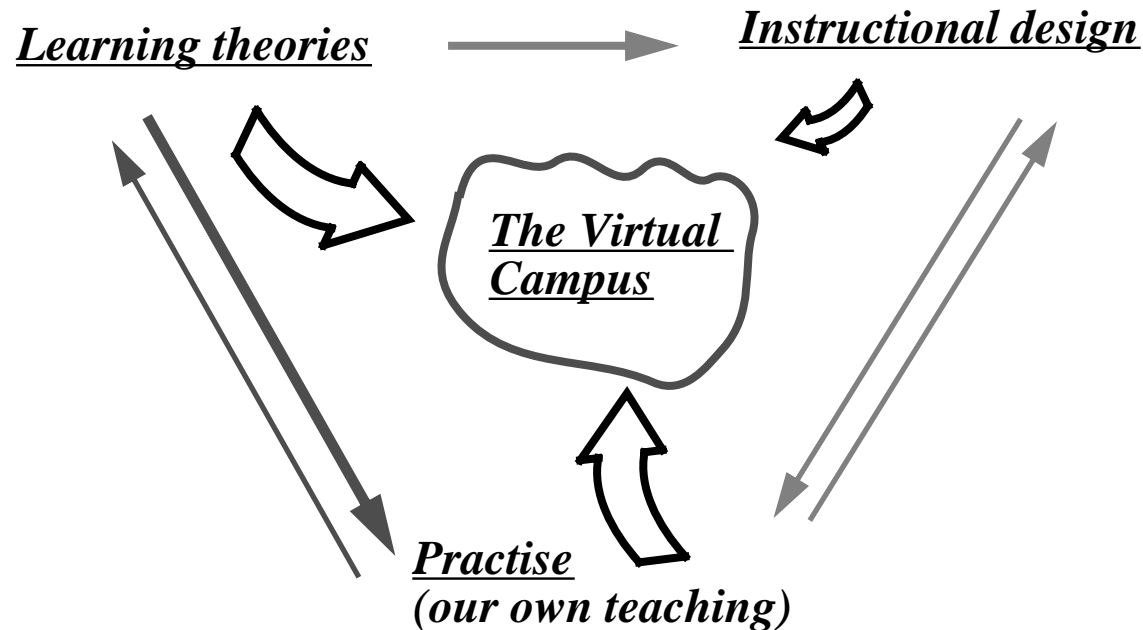 Learning theories
Instructional design
The Virtual
Campus
Practise
(our own teaching)